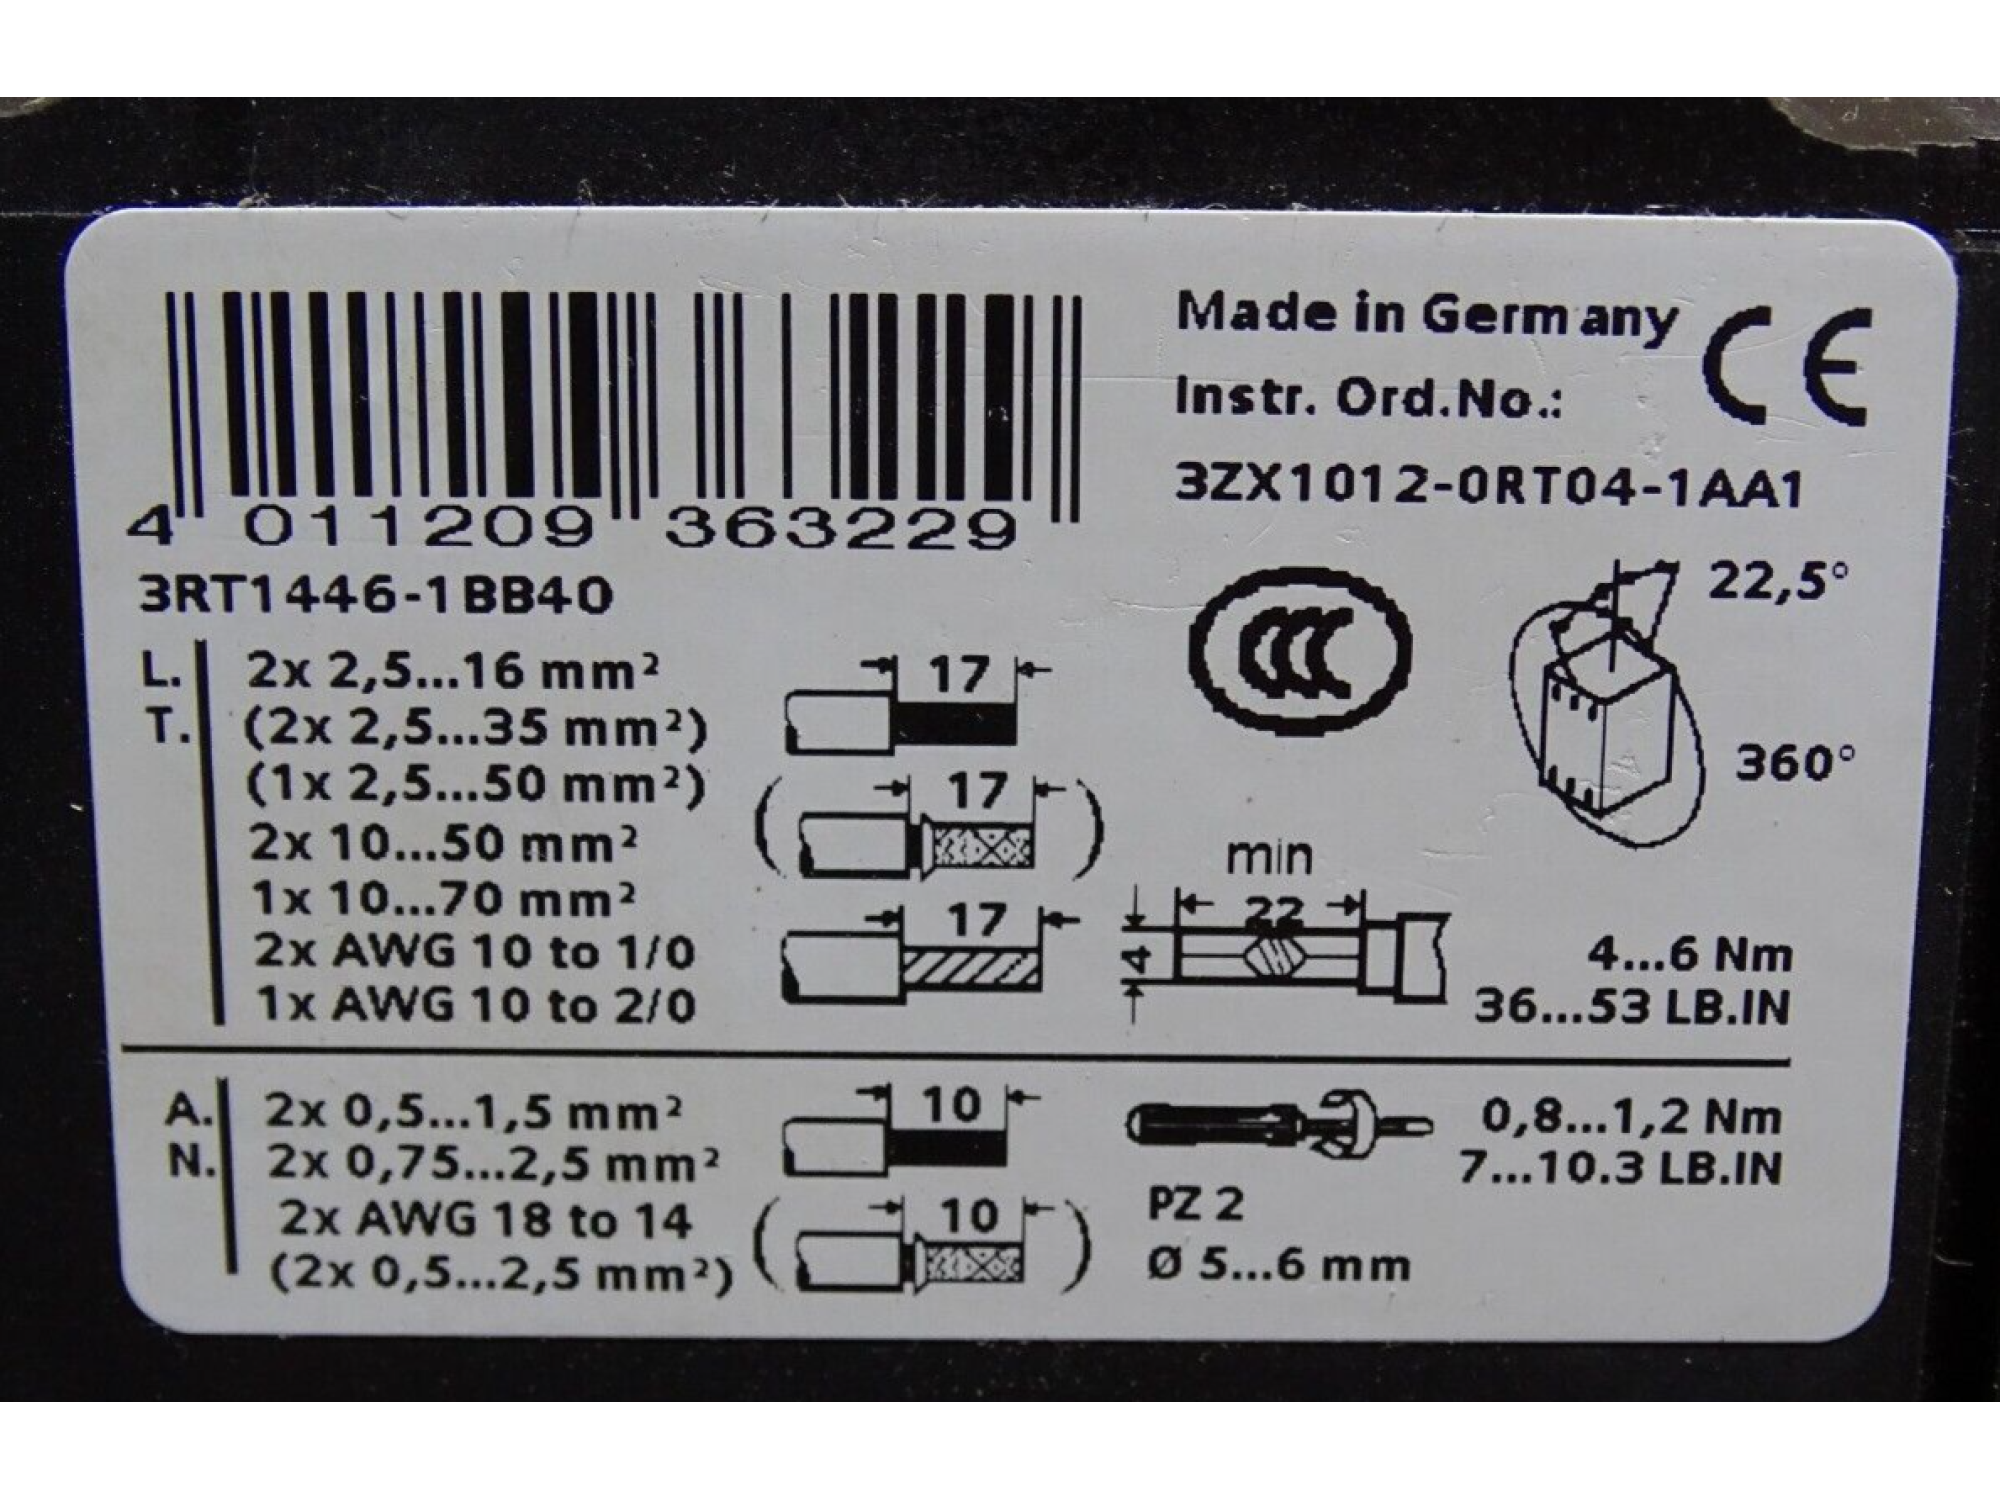 Made in Germany CE
Instr. Ord.No.:
3ZX1012-0RT04-1AA1
4 011209 363229
3RT1446-1BB40
CCC
22,5°
360°
L. 2x 2,5...16 mm²
T. (2x 2,5...35 mm²)
(1x 2,5...50 mm²)
2x 10...50 mm²
1x 10...70 mm²
2x AWG 10 to 1/0
1x AWG 10 to 2/0
17
17
17
min
22
4
4...6 Nm
36...53 LB.IN
A. 2x 0,5...1,5 mm²
N. 2x 0,75...2,5 mm²
2x AWG 18 to 14
(2x 0,5...2,5 mm²)
10
10
0,8...1,2 Nm
7...10.3 LB.IN
PZ 2
Ø 5...6 mm